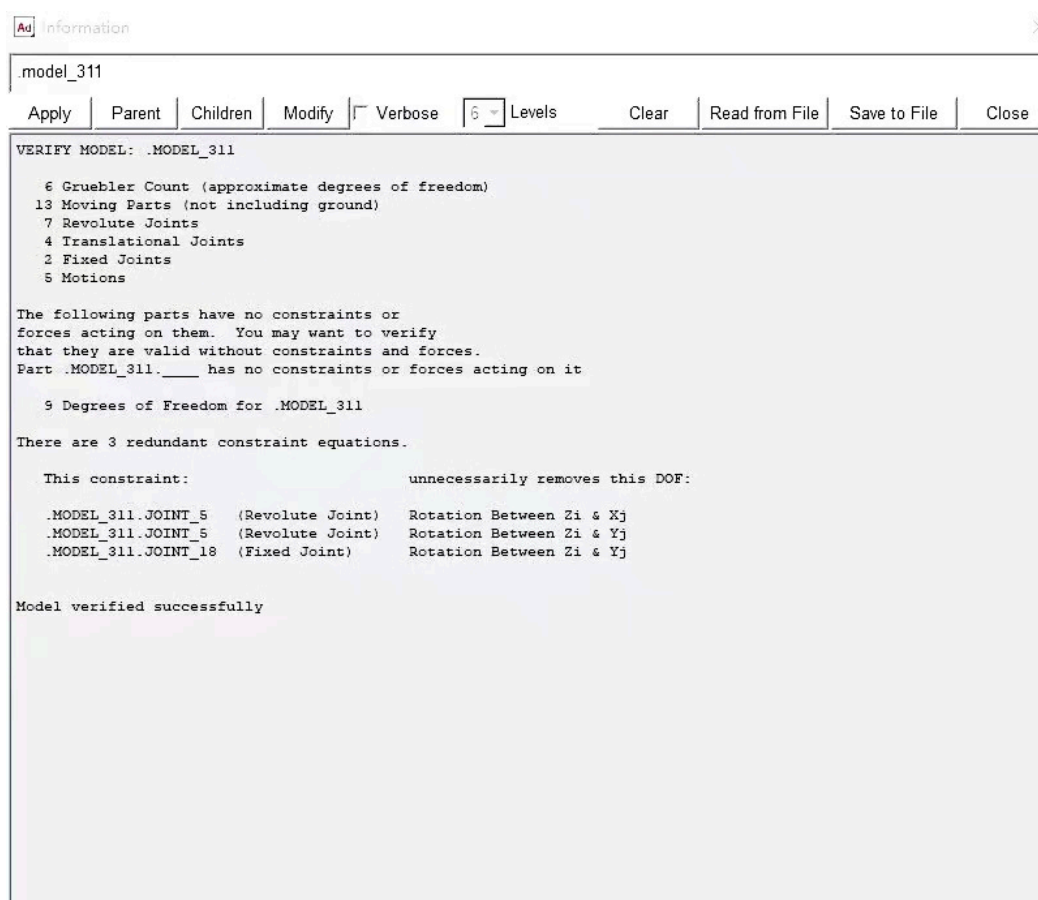 Ad Information
.model_311
Apply Parent Children Modify Verbose 6 Levels Clear Read from File Save to File Close
VERIFY MODEL: .MODEL_311
6 Gruebler Count (approximate degrees of freedom)
13 Moving Parts (not including ground)
7 Revolute Joints
4 Translational Joints
2 Fixed Joints
5 Motions
The following parts have no constraints or
forces acting on them. You may want to verify
that they are valid without constraints and forces.
Part .MODEL_311.____ has no constraints or forces acting on it
9 Degrees of Freedom for .MODEL_311
There are 3 redundant constraint equations.
This constraint: unnecessarily removes this DOF:
.MODEL_311.JOINT_5 (Revolute Joint) Rotation Between Zi & Xj
.MODEL_311.JOINT_5 (Revolute Joint) Rotation Between Zi & Yj
.MODEL_311.JOINT_18 (Fixed Joint) Rotation Between Zi & Yj
Model verified successfully